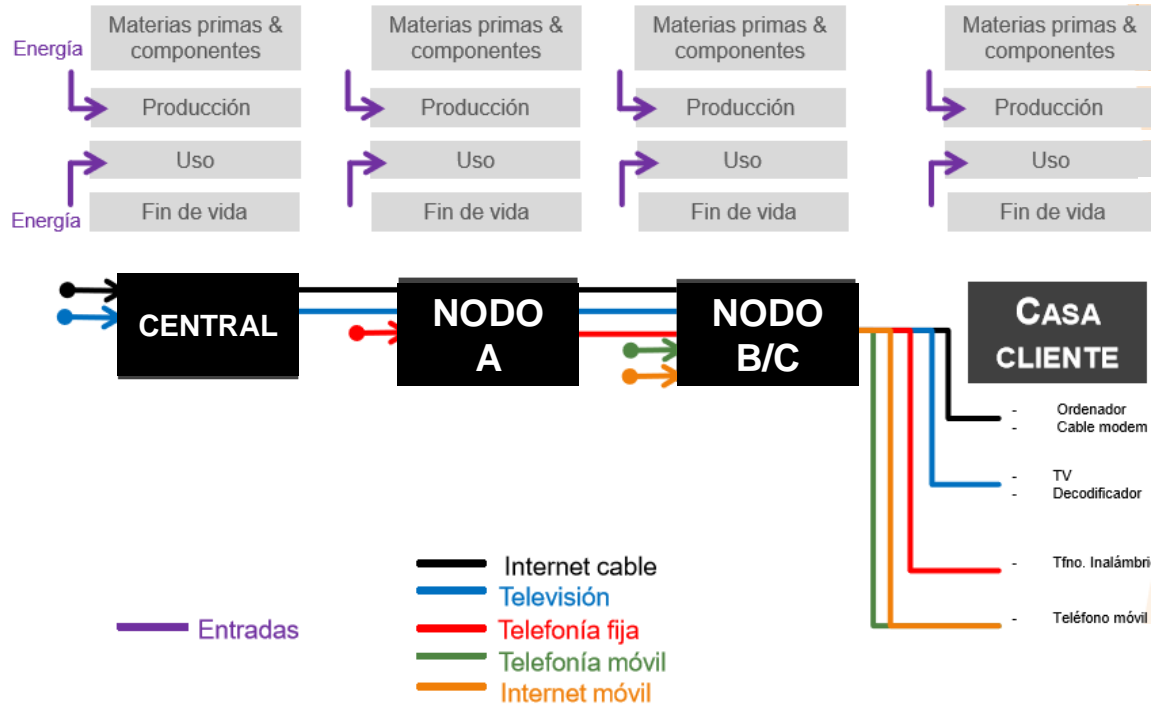 Energía
Materias primas &
componentes
Producción
Uso
Fin de vida
Energía
Materias primas &
componentes
Producción
Uso
Fin de vida
Materias primas &
componentes
Producción
Uso
Fin de vida
Materias primas &
componentes
Producción
Uso
Fin de vida
CENTRAL
NODO
A
NODO
B/C
CASA
CLIENTE
- Ordenador
- Cable modem
- TV
- Decodificador
- Tfno. Inalámbri
- Teléfono móvil
Entradas
Internet cable
Televisión
Telefonía fija
Telefonía móvil
Internet móvil